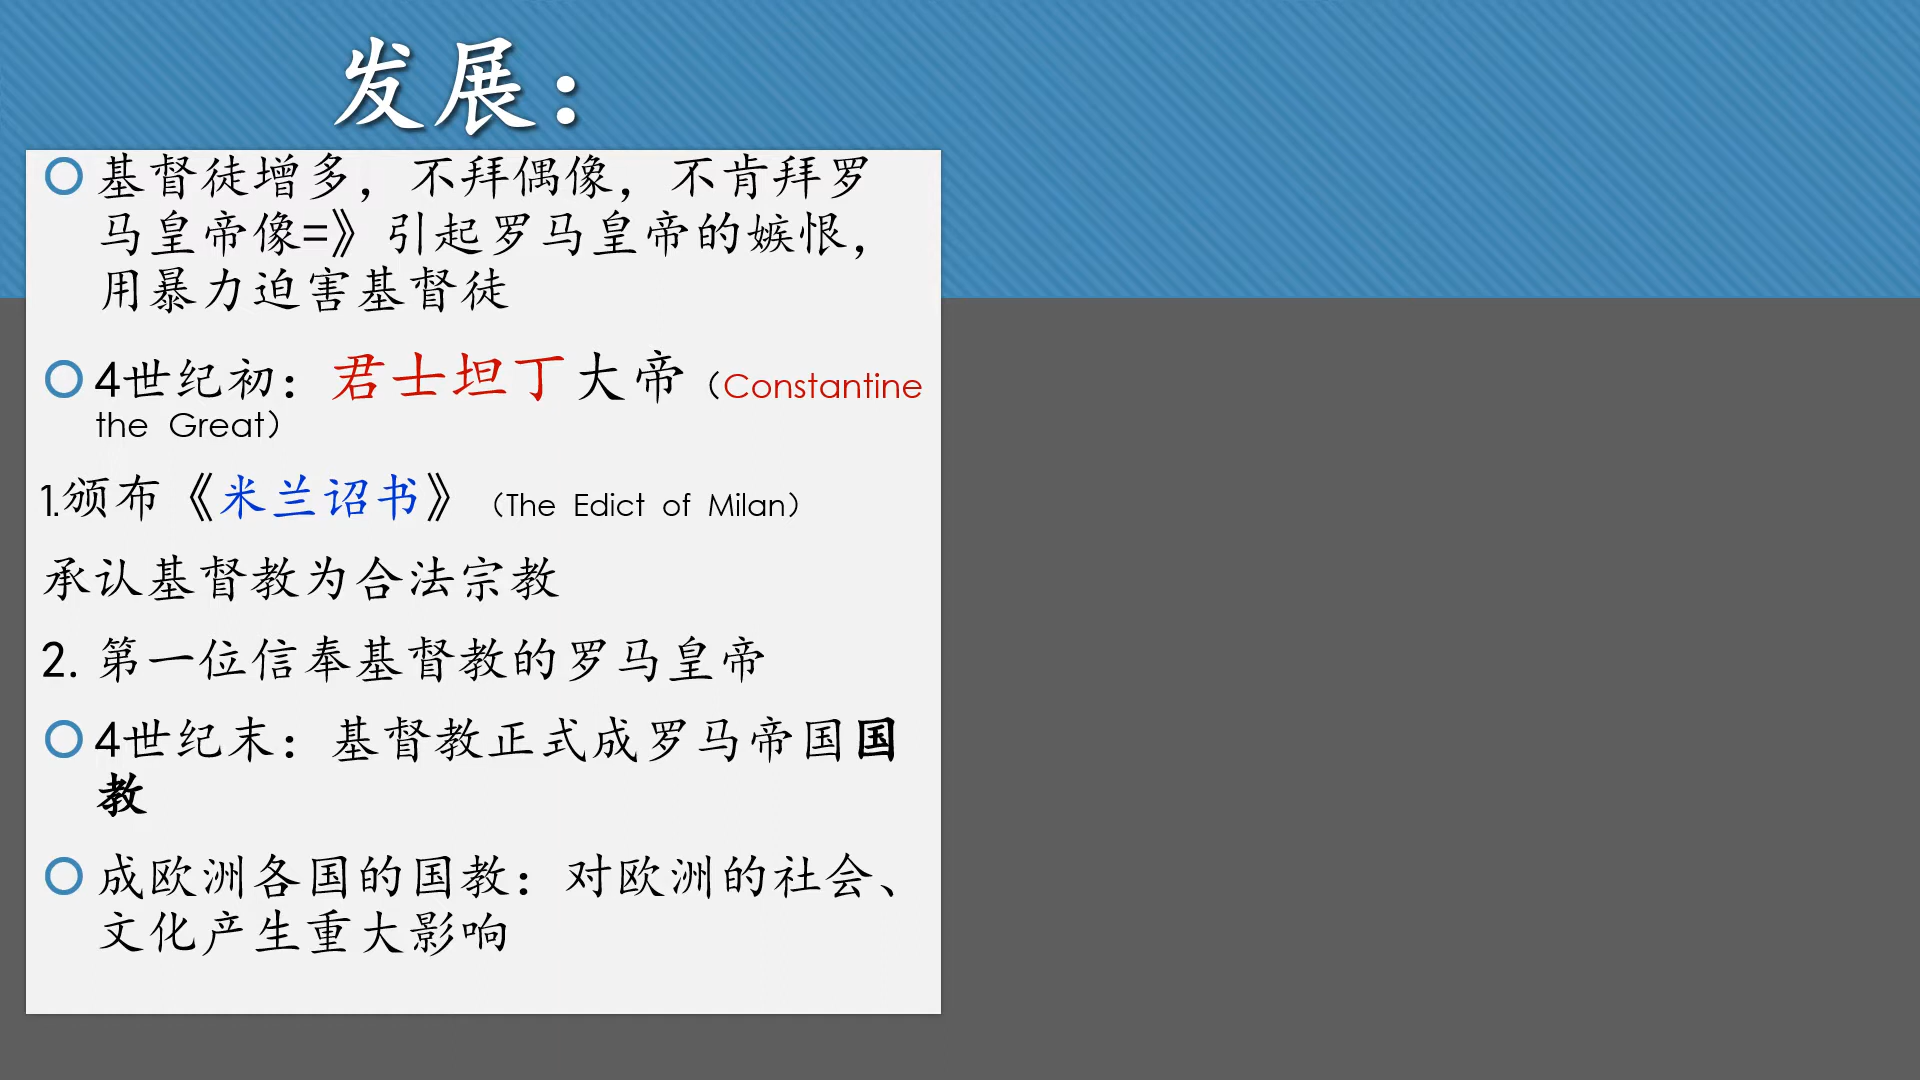 发展：
基督徒增多，不拜偶像，不肯拜罗
马皇帝像=》引起罗马皇帝的嫉恨，
用暴力迫害基督徒
4世纪初：君士坦丁大帝（Constantine
the Great）
1.颁布《米兰诏书》（The Edict of Milan）
承认基督教为合法宗教
2. 第一位信奉基督教的罗马皇帝
4世纪末：基督教正式成罗马帝国国
教
成欧洲各国的国教：对欧洲的社会、
文化产生重大影响